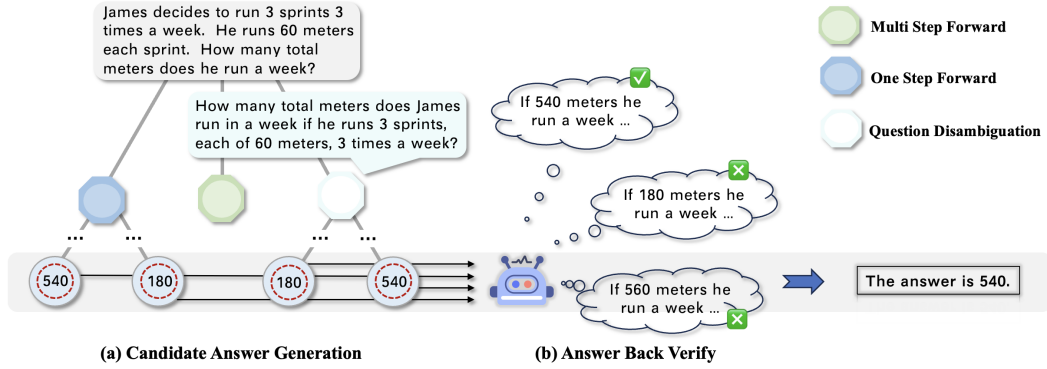 James decides to run 3 sprints 3
times a week. He runs 60 meters
each sprint. How many total
meters does he run a week?
How many total meters does James
run in a week if he runs 3 sprints,
each of 60 meters, 3 times a week?
Multi Step Forward
One Step Forward
Question Disambiguation
If 540 meters he
run a week ...
If 180 meters he
run a week ...
If 560 meters he
run a week ...
...
...
...
...
540
180
180
540
The answer is 540.
(a) Candidate Answer Generation
(b) Answer Back Verify